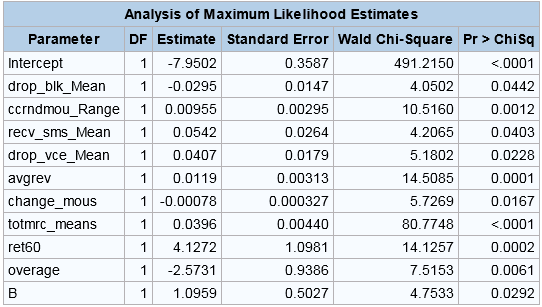 Analysis of Maximum Likelihood Estimates
Parameter DF Estimate Standard Error Wald Chi-Square Pr > ChiSq
Intercept 1 -7.9502 0.3587 491.2150 <.0001
drop_blk_Mean 1 -0.0295 0.0147 4.0502 0.0442
ccrndmou_Range 1 0.00955 0.00295 10.5160 0.0012
recv_sms_Mean 1 0.0542 0.0264 4.2065 0.0403
drop_vce_Mean 1 0.0407 0.0179 5.1802 0.0228
avgrev 1 0.0119 0.00313 14.5085 0.0001
change_mous 1 -0.00078 0.000327 5.7269 0.0167
totmrc_means 1 0.0396 0.00440 80.7748 <.0001
ret60 1 4.1272 1.0981 14.1257 0.0002
overage 1 -2.5731 0.9386 7.5153 0.0061
B 1 1.0959 0.5027 4.7533 0.0292